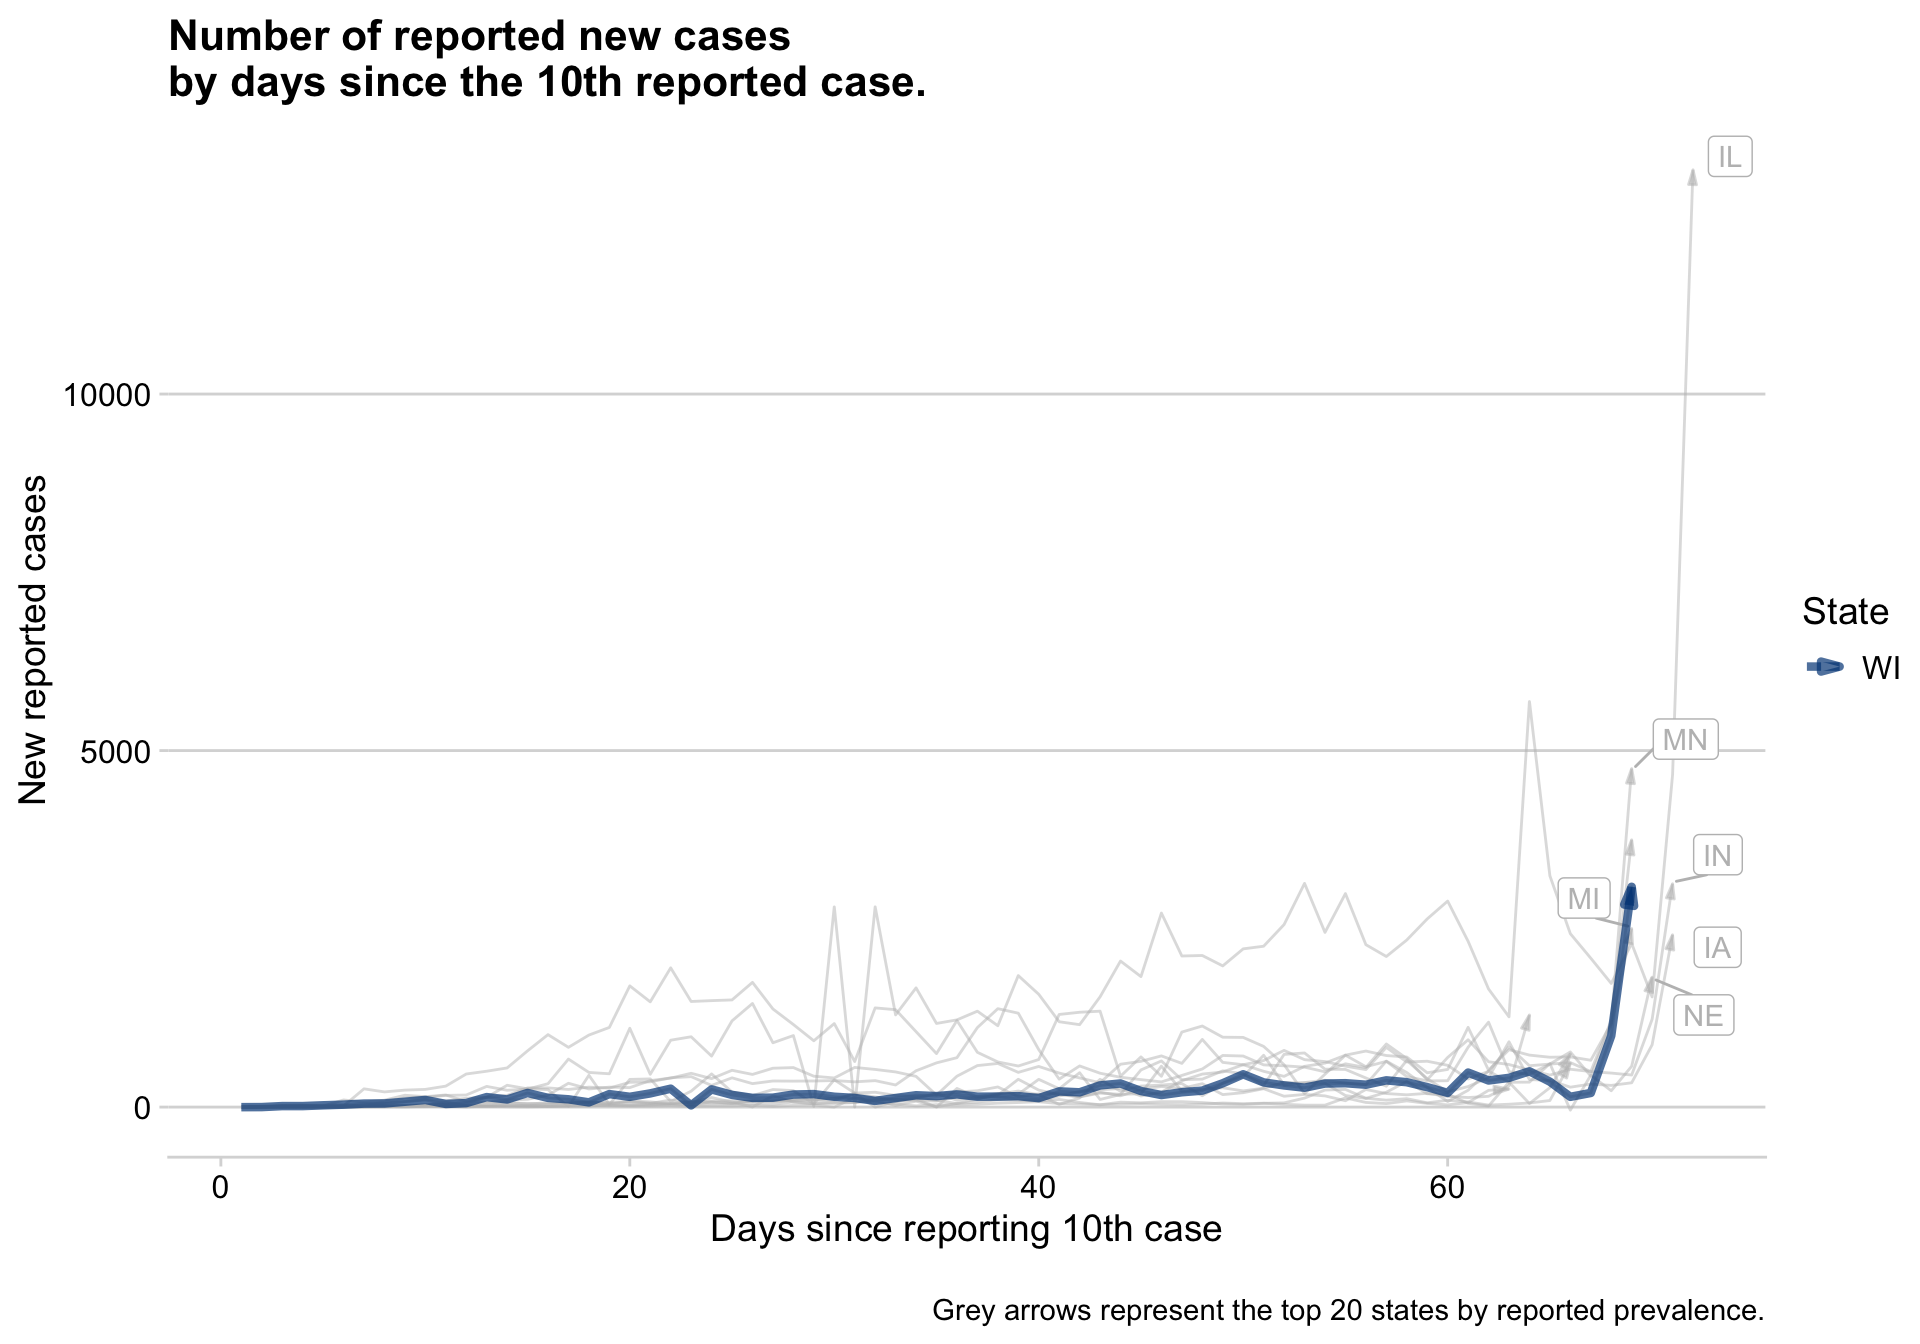 Number of reported new cases
by days since the 10th reported case.
IL
10000
New reported cases
State
WI
MN
5000
IN
MI
IA
NE
0
0
20
40
60
Days since reporting 10th case
Grey arrows represent the top 20 states by reported prevalence.